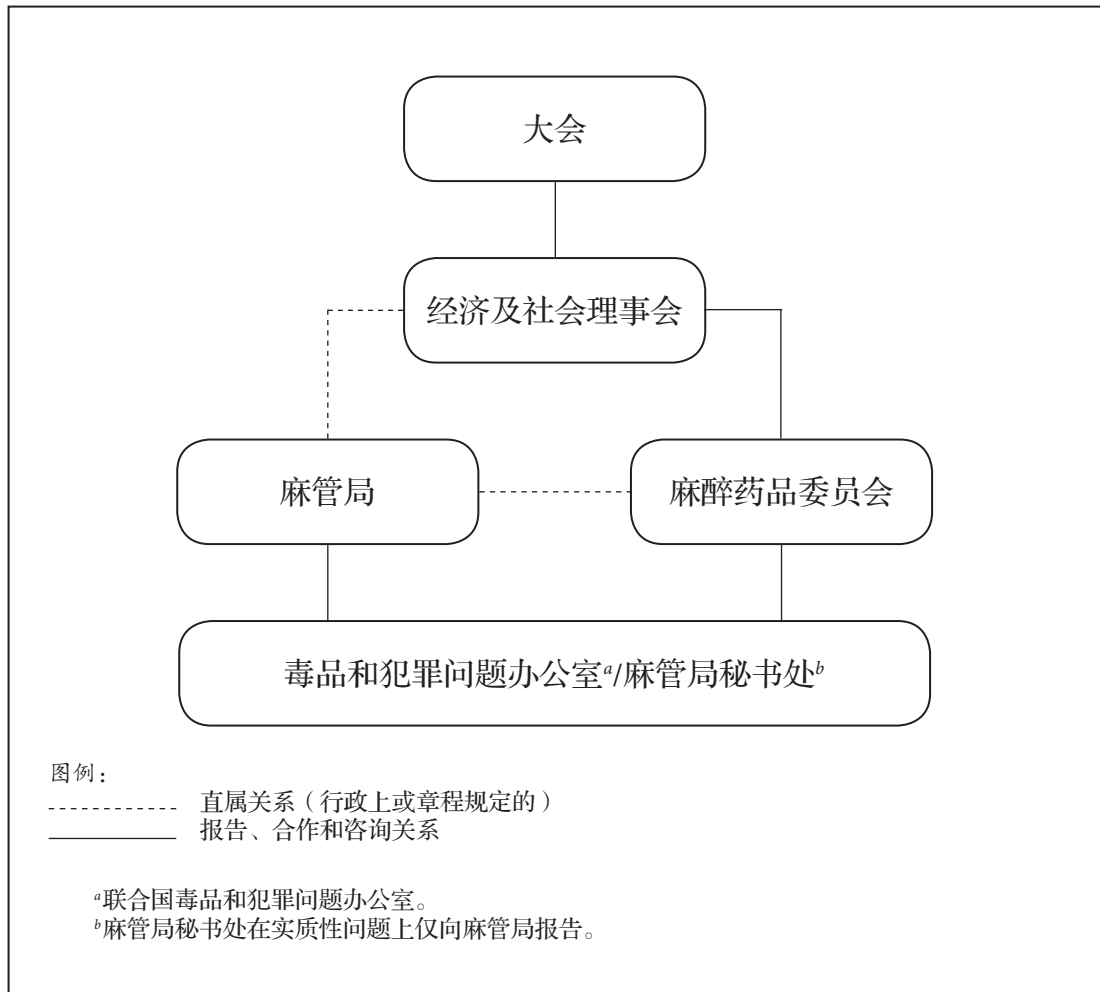 大会
经济及社会理事会
麻管局
麻醉药品委员会
毒品和犯罪问题办公室a/麻管局秘书处b
图例：
直属关系（行政上或章程规定的）
报告、合作和咨询关系
a联合国毒品和犯罪问题办公室。
b麻管局秘书处在实质性问题上仅向麻管局报告。